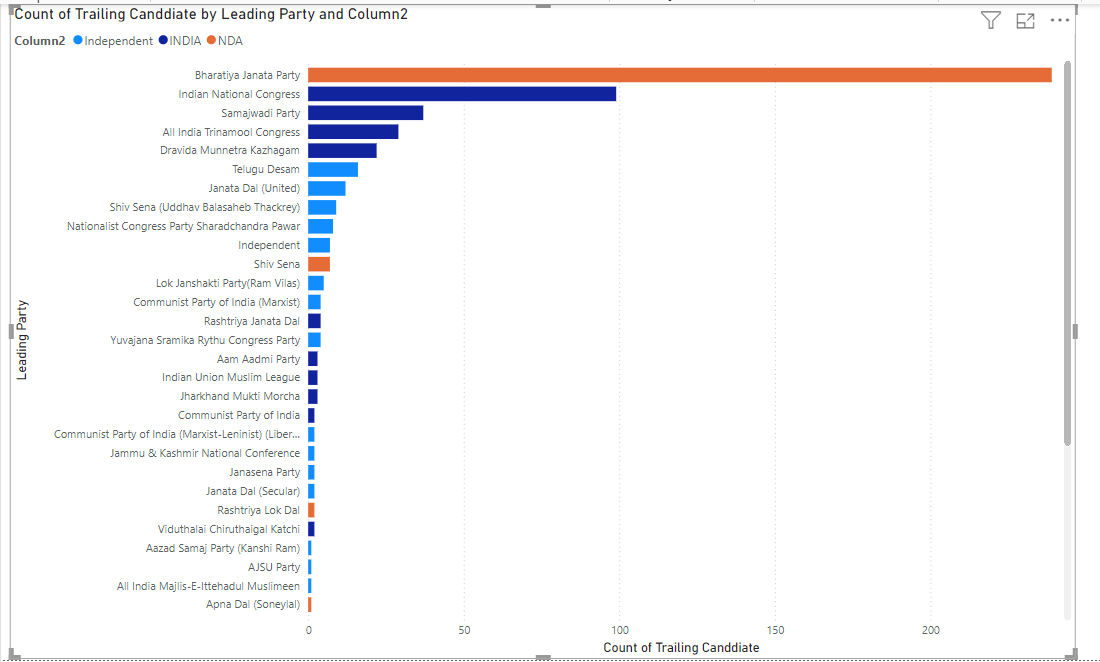 Count of Trailing Canddiate by Leading Party and Column2
Column2 Independent INDIA NDA
Bharatiya Janata Party
Indian National Congress
Samajwadi Party
All India Trinamool Congress
Dravida Munnetra Kazhagam
Telugu Desam
Janata Dal (United)
Shiv Sena (Uddhav Balasaheb Thackrey)
Nationalist Congress Party Sharadchandra Pawar
Independent
Shiv Sena
Lok Janshakti Party(Ram Vilas)
Communist Party of India (Marxist)
Rashtriya Janata Dal
Yuvajana Sramika Rythu Congress Party
Aam Aadmi Party
Indian Union Muslim League
Jharkhand Mukti Morcha
Communist Party of India
Communist Party of India (Marxist-Leninist) (Liber...
Jammu & Kashmir National Conference
Janasena Party
Janata Dal (Secular)
Rashtriya Lok Dal
Viduthalai Chiruthaigal Katchi
Aazad Samaj Party (Kanshi Ram)
AJSU Party
All India Majlis-E-Ittehadul Muslimeen
Apna Dal (Soneylal)
Leading Party
0 50 100 150 200
Count of Trailing Canddiate